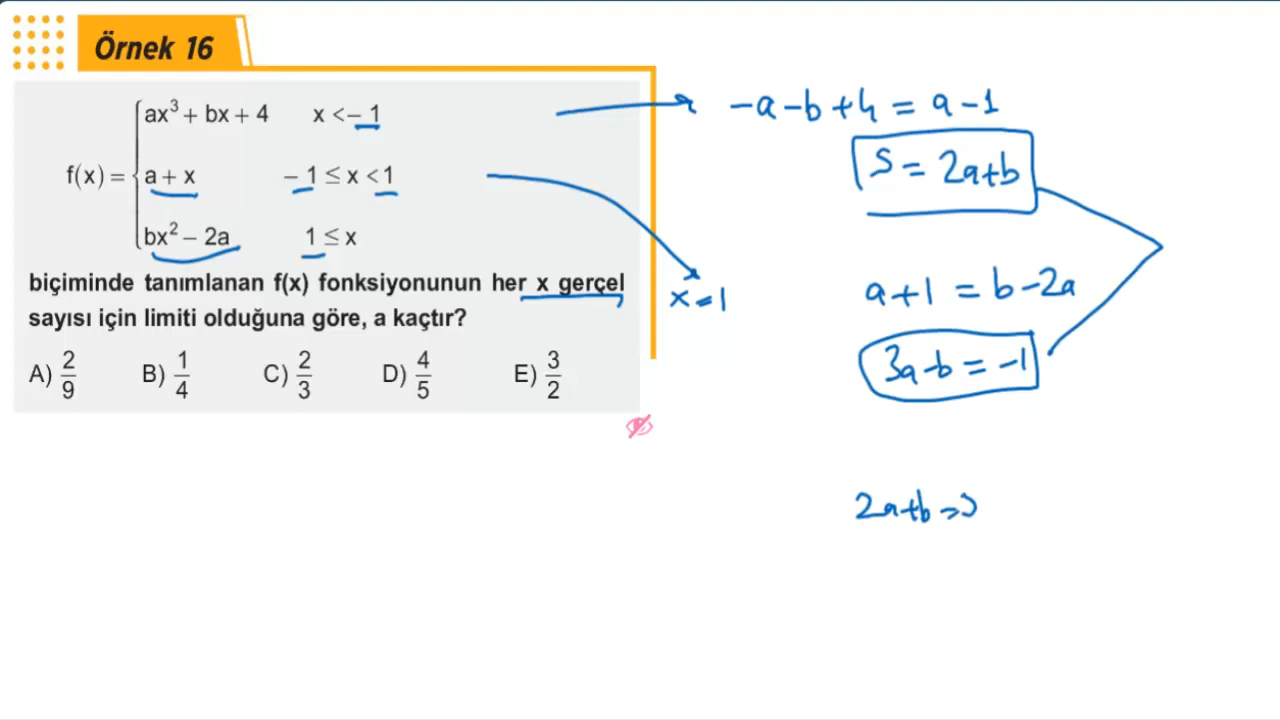 Örnek 16
f(x) = { ax³ + bx + 4 x < – 1
a + x – 1 ≤ x < 1
bx² – 2a 1 ≤ x
biçiminde tanımlanan f(x) fonksiyonunun her x gerçel
sayısı için limiti olduğuna göre, a kaçtır?
A) 2/9 B) 1/4 C) 2/3 D) 4/5 E) 3/2
-a-b+4 = a-1
5 = 2a+b
x=1
a+1 = b-2a
3a-b = -1
2a+b=